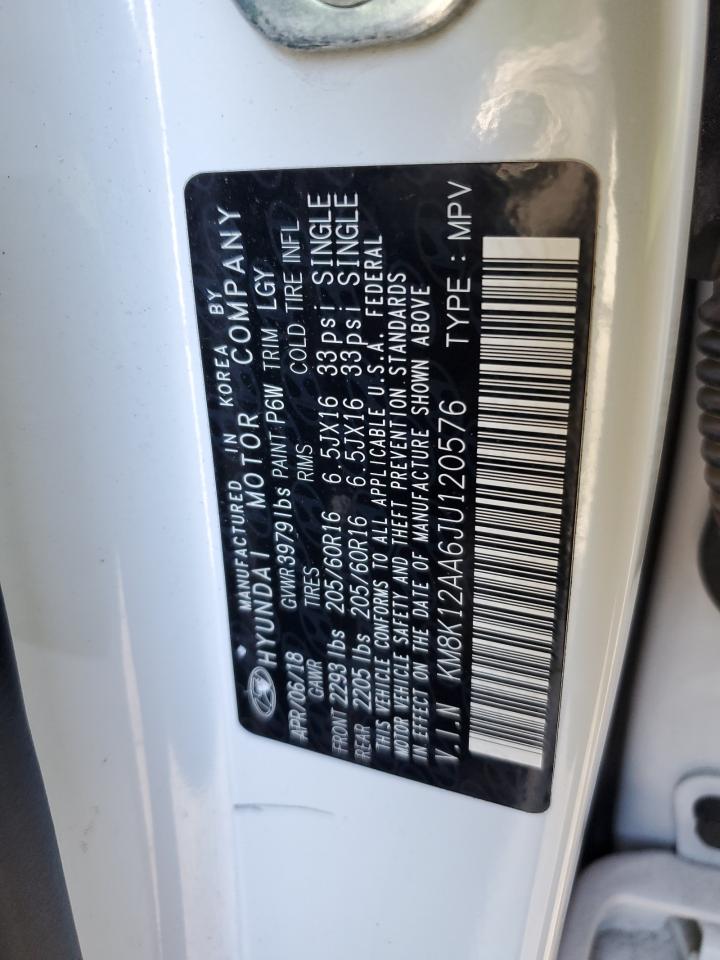 MANUFACTURED IN KOREA BY
HYUNDAI MOTOR COMPANY
APR/06/18 GVWR 3979 lbs PAINT P6W TRIM LGY
GAWR TIRES RIMS COLD TIRE INFL
FRONT 2293 lbs 205/60R16 6.5JX16 33psi SINGLE
REAR 2205 lbs 205/60R16 6.5JX16 33psi SINGLE
THIS VEHICLE CONFORMS TO ALL APPLICABLE U.S.A. FEDERAL
MOTOR VEHICLE SAFETY AND THEFT PREVENTION STANDARDS
IN EFFECT ON THE DATE OF MANUFACTURE SHOWN ABOVE
V.I.N KM8K12AA6JU120576 TYPE : MPV